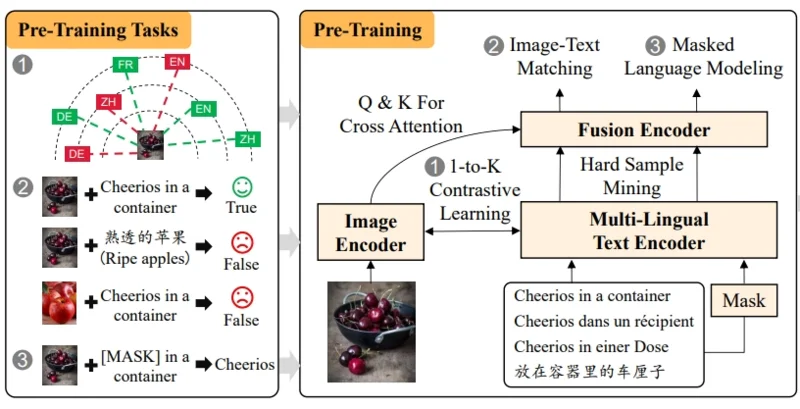 Pre-Training Tasks
1
FR
EN
ZH
EN
DE
ZH
DE
2
Cheerios in a
container
True
熟透的苹果
(Ripe apples)
False
Cheerios in a
container
False
3
[MASK] in a
container
Cheerios
Pre-Training
2 Image-Text
Matching
3 Masked
Language Modeling
Q & K For
Cross Attention
Fusion Encoder
1 1-to-K
Contrastive
Learning
Hard Sample
Mining
Image
Encoder
Multi-Lingual
Text Encoder
Cheerios in a container
Cheerios dans un récipient
Cheerios in einer Dose
放在容器里的车厘子
Mask